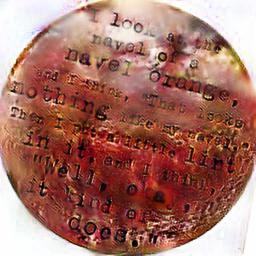 I look at the
navel of a
navel orange,
and I think, "That looks
nothing like my navel."
Then I put a little lint
in it, and I think,
"Well, o.a.,
it kind of
does."